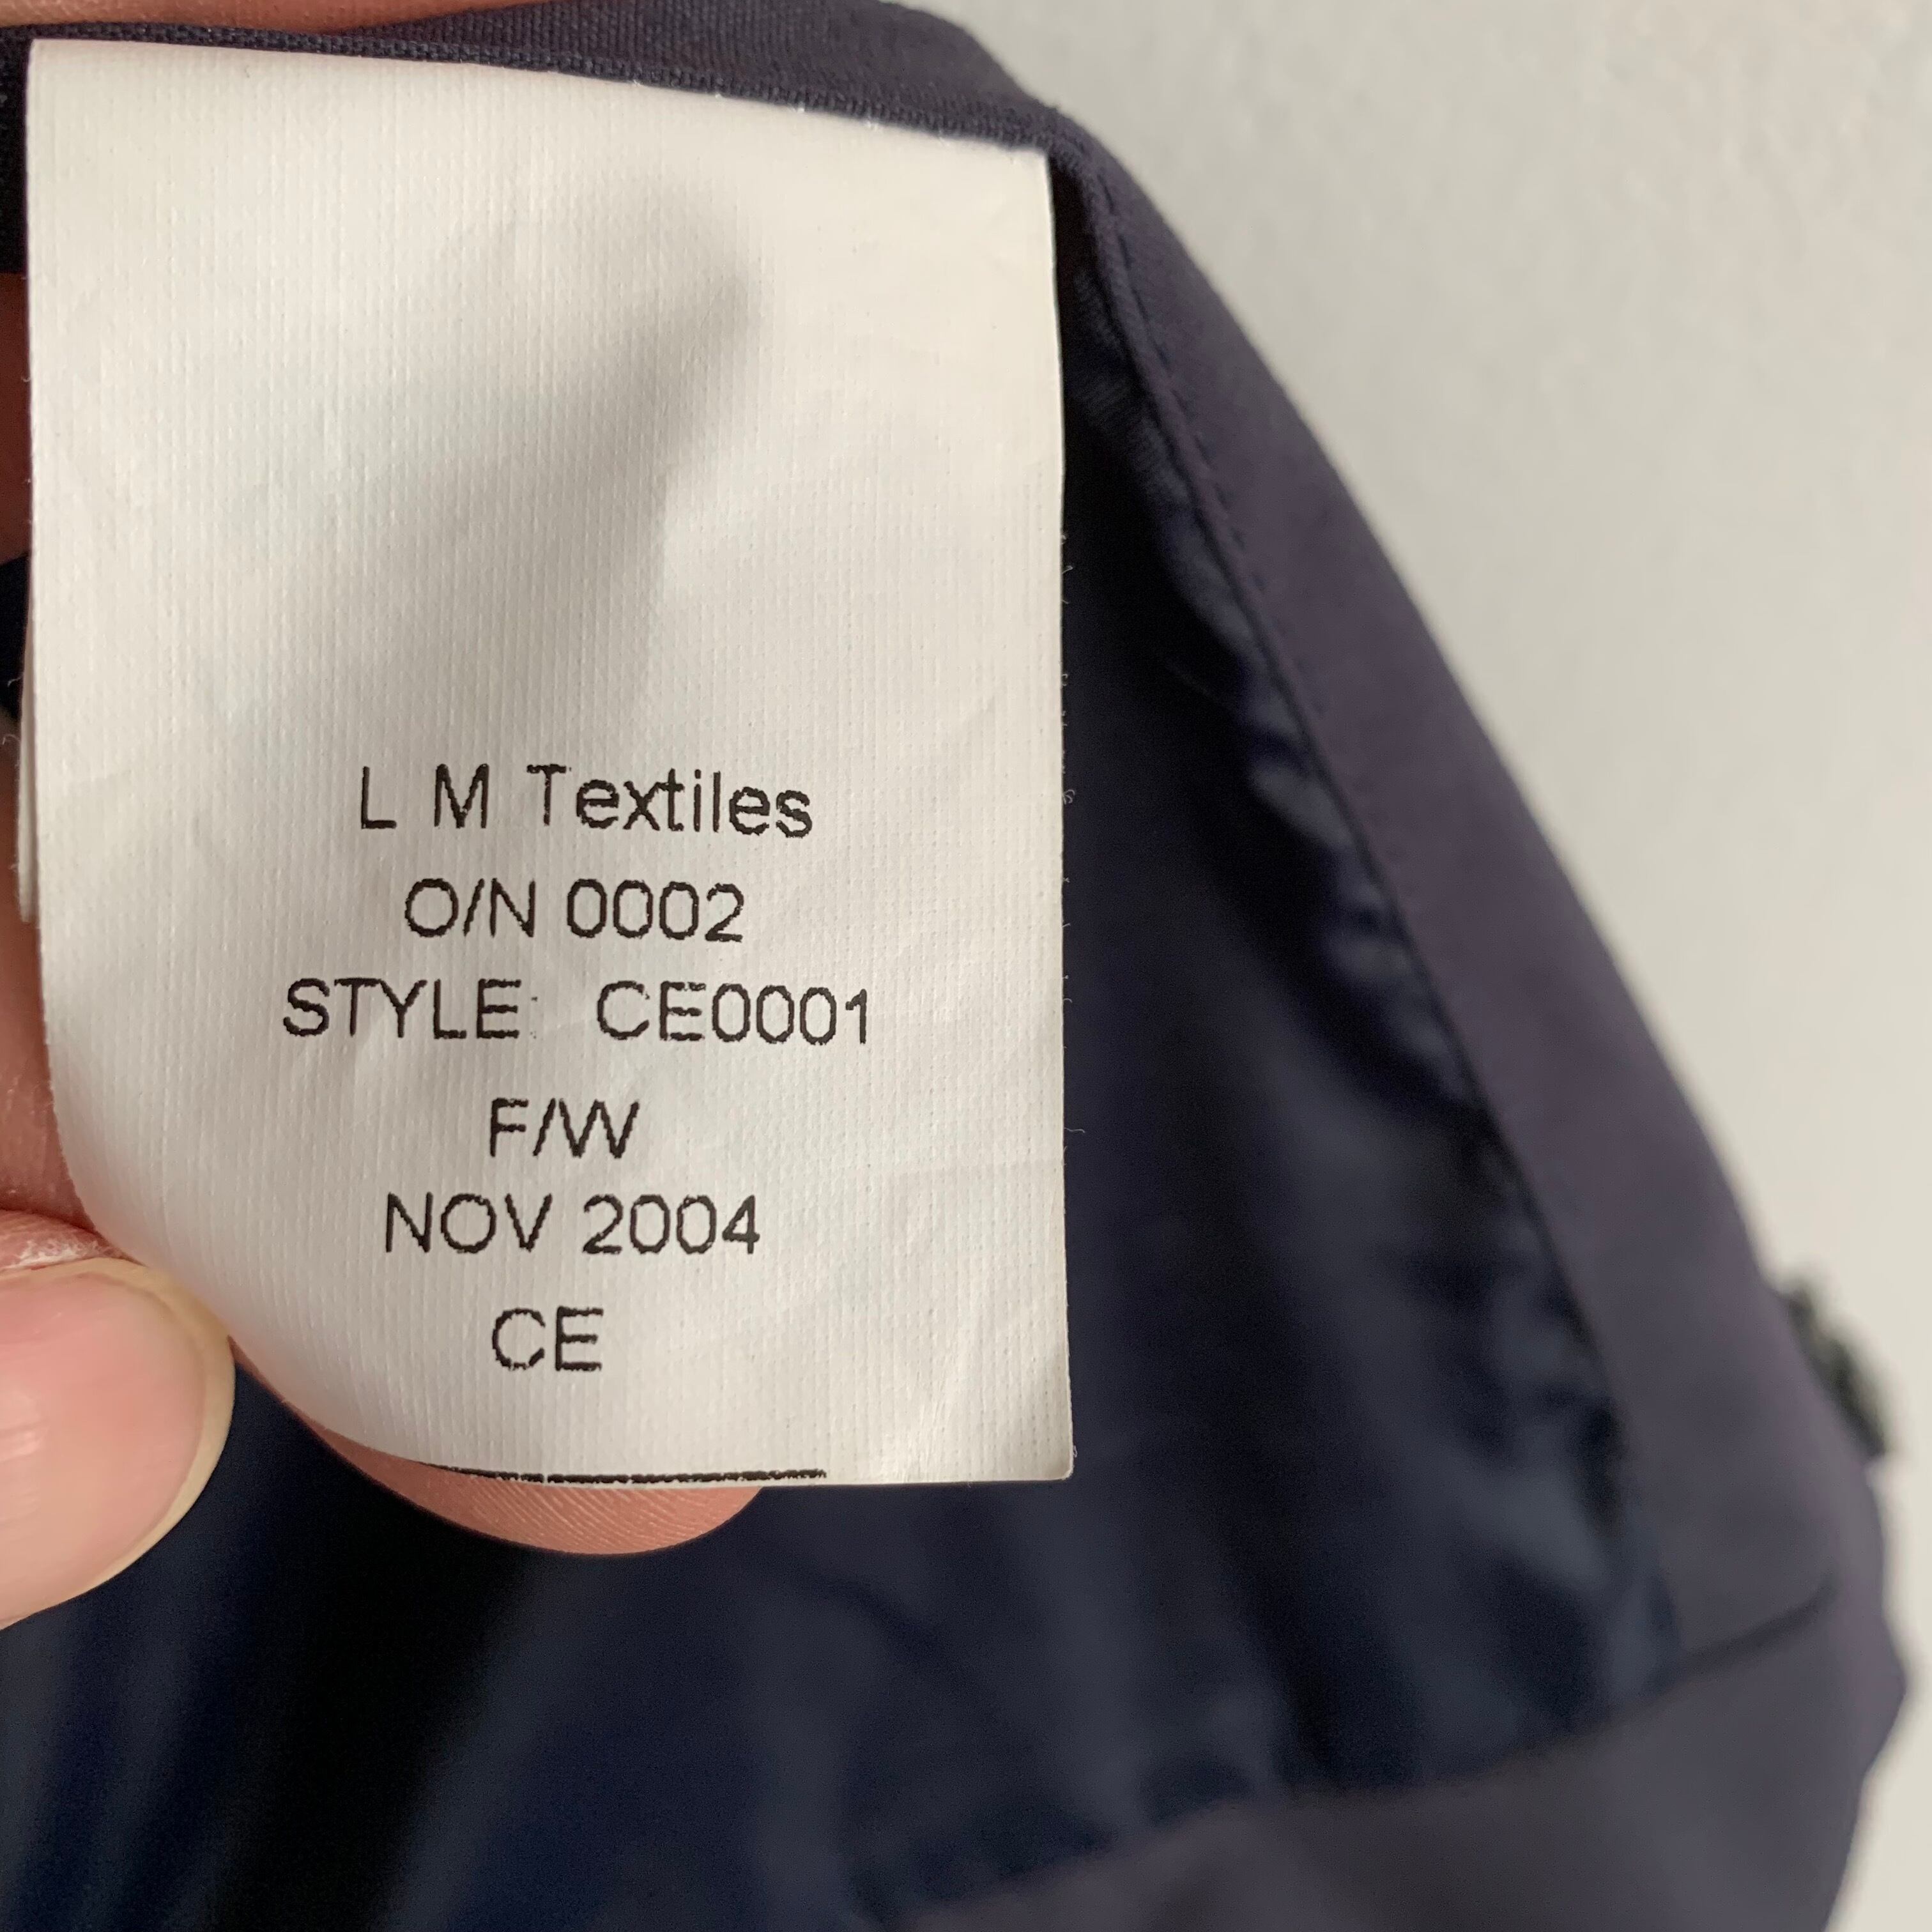 L M Textiles
O/N 0002
STYLE: CE0001
F/W
NOV 2004
CE